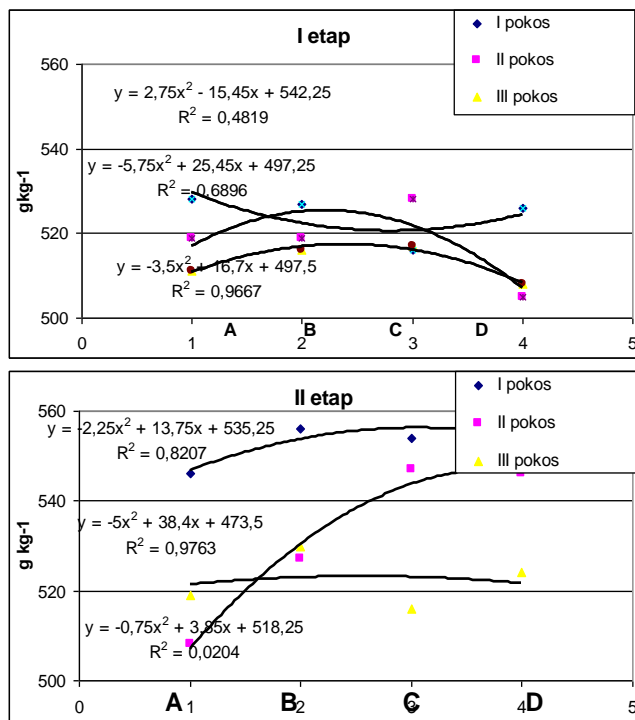 I etap
I pokos
II pokos
III pokos
560
540
520
500
gkg-1
y = 2,75x² - 15,45x + 542,25
R² = 0,4819
y = -5,75x² + 25,45x + 497,25
R² = 0,6896
y = -3,5x² + 16,7x + 497,5
R² = 0,9667
A B C D
0 1 2 3 4 5
II etap
I pokos
II pokos
III pokos
560
540
520
500
g kg-1
y = -2,25x² + 13,75x + 535,25
R² = 0,8207
y = -5x² + 38,4x + 473,5
R² = 0,9763
y = -0,75x² + 3,85x + 518,25
R² = 0,0204
0 1 2 3 4 5
A B C D